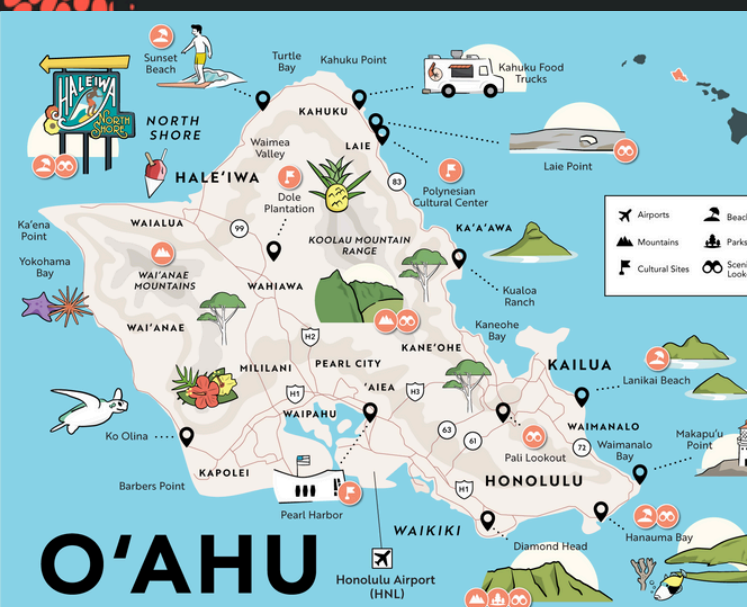 HALEIWA
NORTH
SHORE
Sunset
Beach
Turtle
Bay
Kahuku Point
Kahuku Food
Trucks
NORTH
SHORE
KAHUKU
Waimea
Valley
LAIE
Laie Point
HALE'IWA
Dole
Plantation
83
Polynesian
Cultural Center
Ka'ena
Point
WAIALUA
99
KOOLAU MOUNTAIN
RANGE
KA'A'AWA
Airports
Mountains
Parks
Cultural Sites
Yokohama
Bay
WAI'ANAE
MOUNTAINS
WAHIAWA
Kualoa
Ranch
WAI'ANAE
H2
Kaneohe
Bay
KANE'OHE
MILILANI
PEARL CITY
KAILUA
Lanikai Beach
H1
'AIEA
H3
WAIPAHU
Ko Olina
63
61
Pali Lookout
WAIMANALO
72
Waimanalo
Bay
Makapu'u
Point
KAPOLEI
Barbers Point
HONOLULU
H1
Pearl Harbor
WAIKIKI
Diamond Head
Hanauma Bay
O'AHU
Honolulu Airport
(HNL)